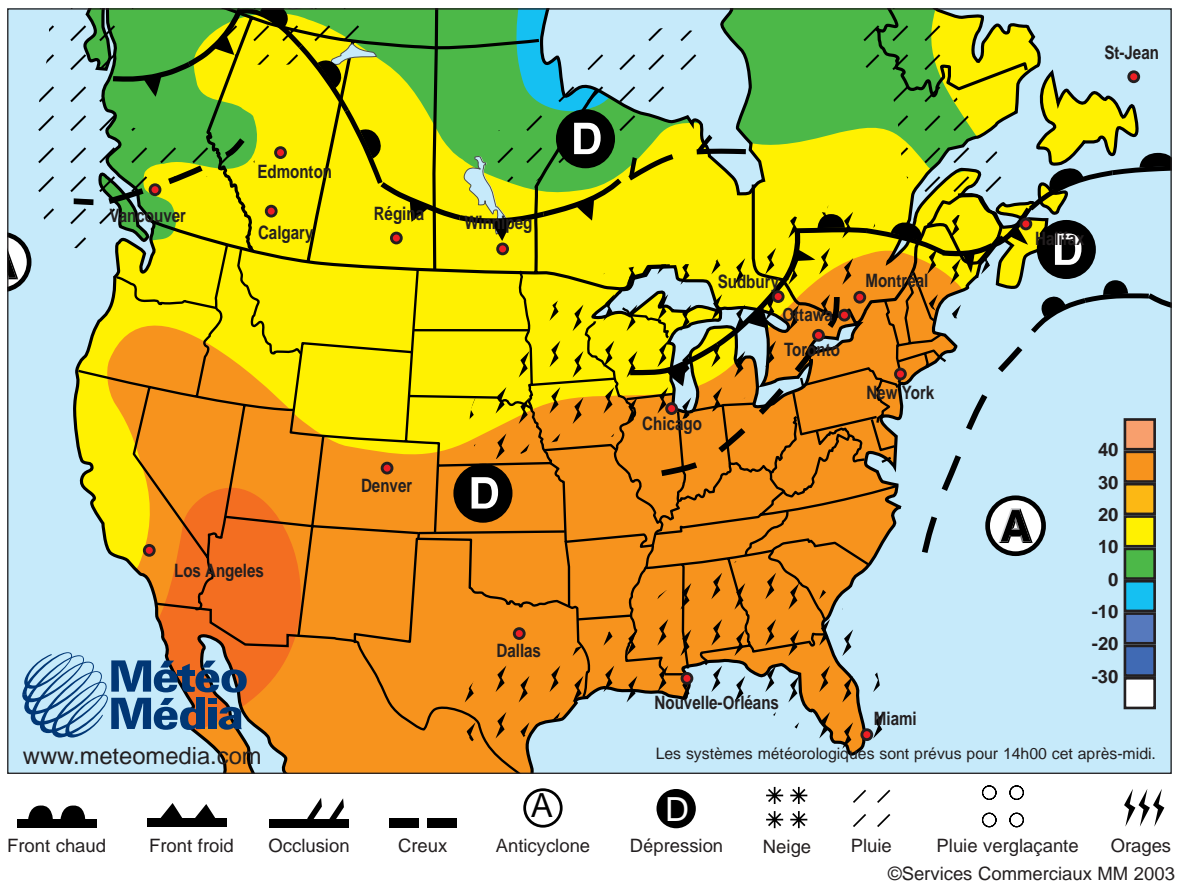 St-Jean
D
Edmonton
Vancouver
Régina
Winnipeg
Calgary
Halifax
D
A
Sudbury
Montréal
Ottawa
Toronto
New York
Chicago
Denver
D
A
40
30
20
10
0
-10
-20
-30
Los Angeles
Dallas
Nouvelle-Orléans
Miami
Météo
Média
www.meteomedia.com
Les systèmes météorologiques sont prévus pour 14h00 cet après-midi.
A
D
Front chaud
Front froid
Occlusion
Creux
Anticyclone
Dépression
Neige
Pluie
Pluie verglaçante
Orages
©Services Commerciaux MM 2003